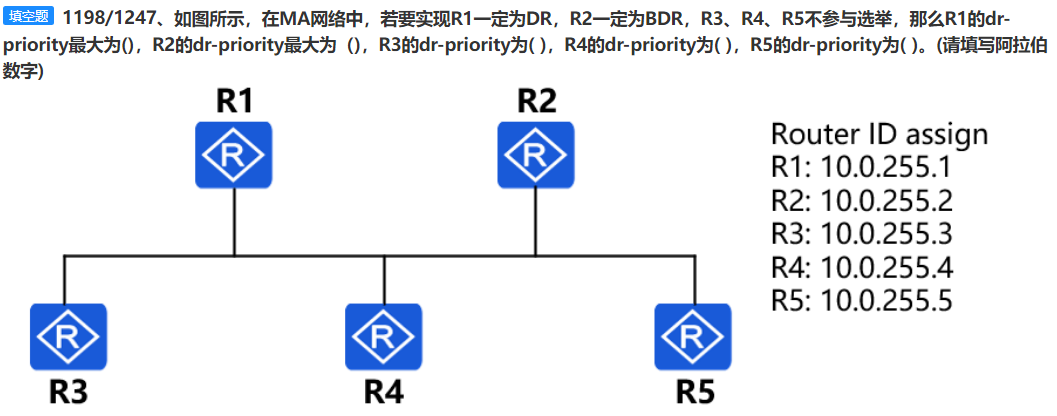 填空题 1198/1247、如图所示，在MA网络中，若要实现R1一定为DR，R2一定为BDR，R3、R4、R5不参与选举，那么R1的dr-
priority最大为()，R2的dr-priority最大为 ()，R3的dr-priority为( )，R4的dr-priority为( )，R5的dr-priority为( )。(请填写阿拉伯
数字)
R1
R2
Router ID assign
R1: 10.0.255.1
R2: 10.0.255.2
R3: 10.0.255.3
R4: 10.0.255.4
R5: 10.0.255.5
R
R
R
R
R
R3
R4
R5